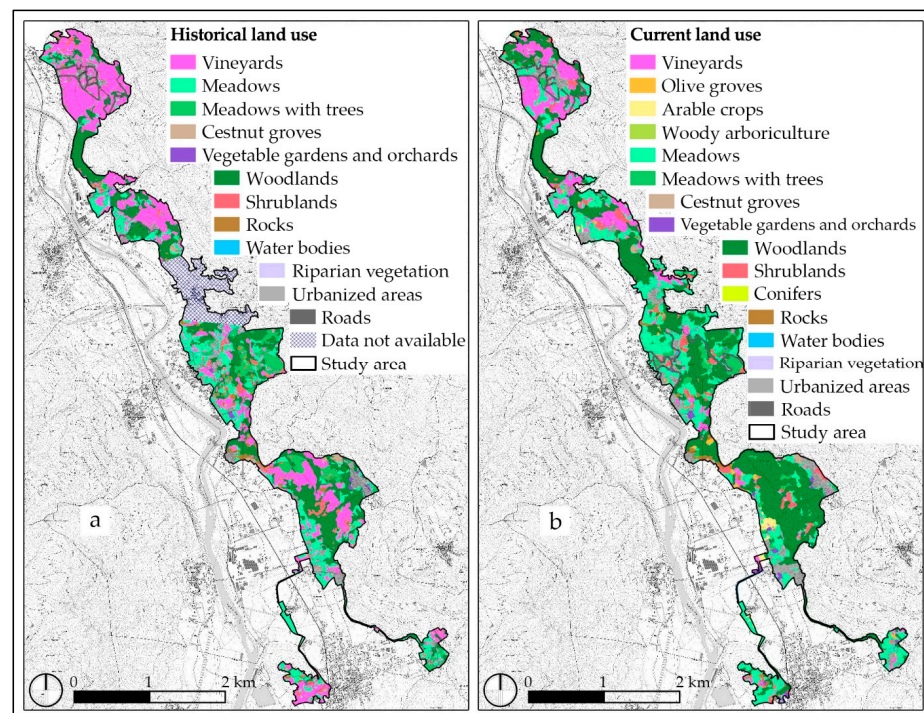 Historical land use
Vineyards
Meadows
Meadows with trees
Cestnut groves
Vegetable gardens and orchards
Woodlands
Shrublands
Rocks
Water bodies
Riparian vegetation
Urbanized areas
Roads
Data not available
Study area
a
0 1 2 km
Current land use
Vineyards
Olive groves
Arable crops
Woody arboriculture
Meadows
Meadows with trees
Cestnut groves
Vegetable gardens and orchards
Woodlands
Shrublands
Conifers
Rocks
Water bodies
Riparian vegetation
Urbanized areas
Roads
Study area
b
0 1 2 km